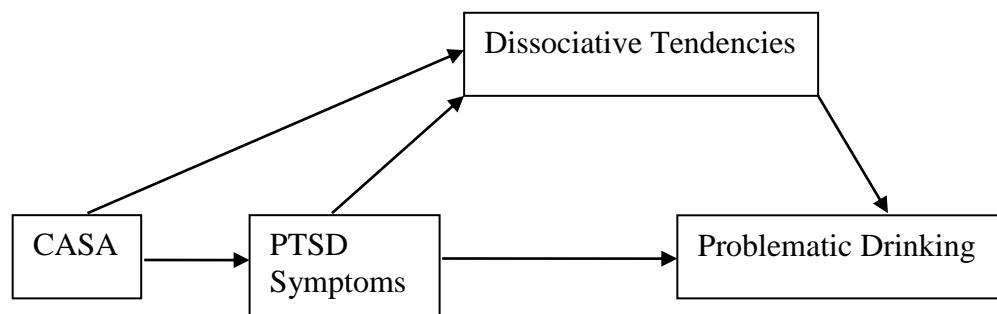 Dissociative Tendencies
CASA
PTSD
Symptoms
Problematic Drinking